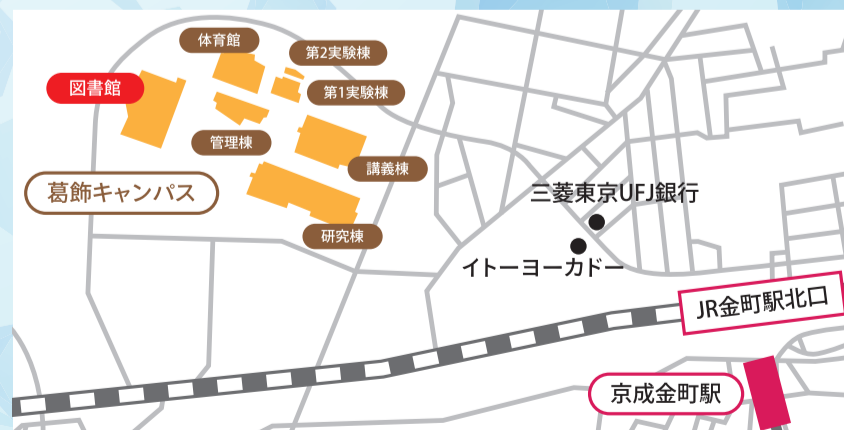 体育館
第2実験棟
図書館
第1実験棟
管理棟
講義棟
葛飾キャンパス
三菱東京UFJ銀行
研究棟
イトーヨーカドー
JR金町駅北口
京成金町駅